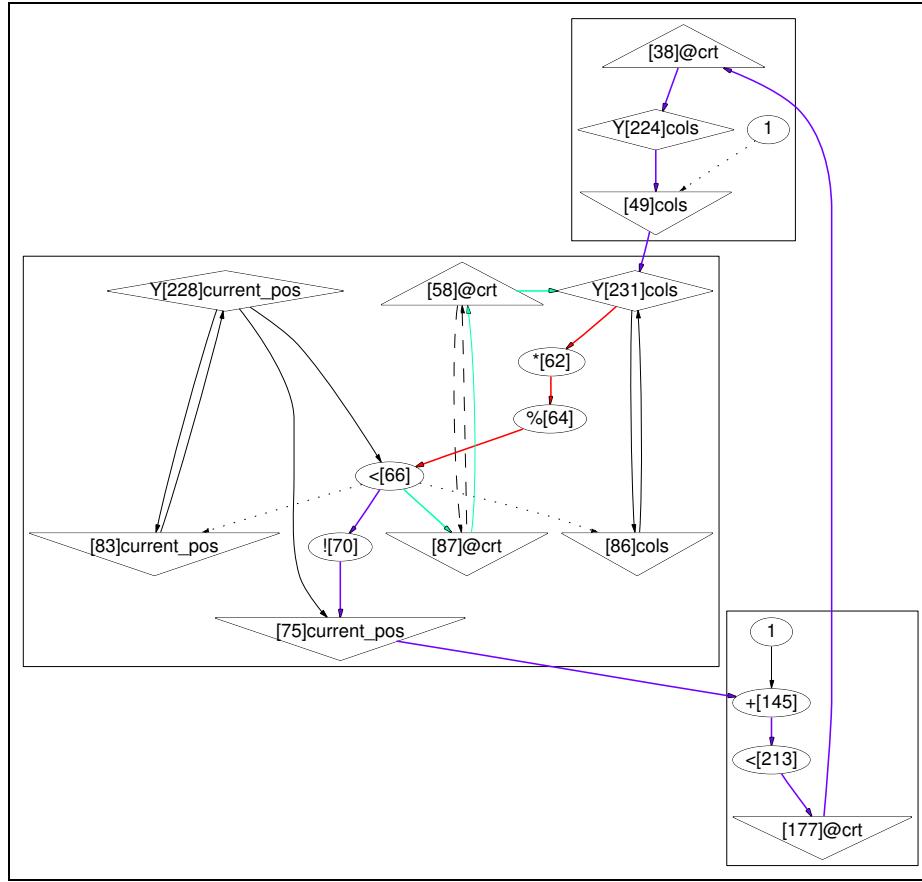 [38]@crt
Y[224]cols
1
[49]cols
Y[228]current_pos
[58]@crt
Y[231]cols
*[62]
%[64]
<[66]
[83]current_pos
![70]
[87]@crt
[86]cols
[75]current_pos
1
+[145]
<[213]
[177]@crt